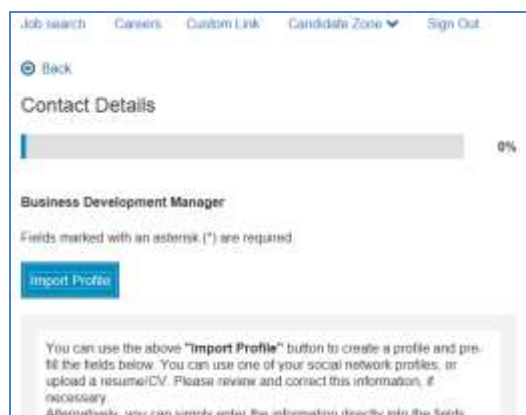 Job search Careers Custom Link Candidate Zone Sign Out
Back
Contact Details
0%
Business Development Manager
Fields marked with an asterisk (*) are required
Import Profile
You can use the above "Import Profile" button to create a profile and pre-
fill the fields below. You can use one of your social network profiles, or
upload a resume/CV. Please review and correct this information, if
necessary.
Alternatively, you can simply enter the information directly into the fields